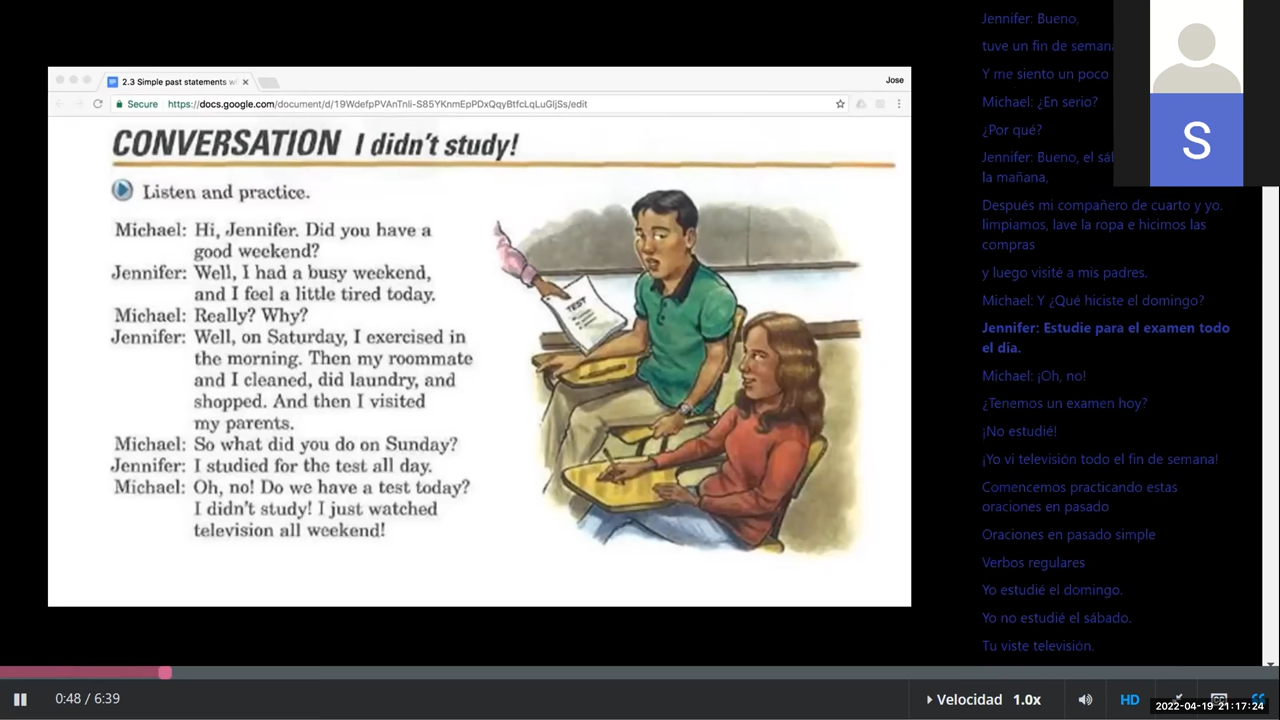 2.3 Simple past statements wi
Jose
Secure
https://docs.google.com/document/d/19WdefpPVAnTnli-S85YKnmEpPDxQqyBtfcLqLuGljSs/edit
CONVERSATION I didn't study!
Listen and practice.
Michael: Hi, Jennifer. Did you have a
good weekend?
Jennifer: Well, I had a busy weekend,
and I feel a little tired today.
Michael: Really? Why?
Jennifer: Well, on Saturday, I exercised in
the morning. Then my roommate
and I cleaned, did laundry, and
shopped. And then I visited
my parents.
Michael: So what did you do on Sunday?
Jennifer: I studied for the test all day.
Michael: Oh, no! Do we have a test today?
I didn't study! I just watched
television all weekend!
TEST
Jennifer: Bueno,
tuve un fin de semana
Y me siento un poco
Michael: ¿En serio?
¿Por qué?
Jennifer: Bueno, el sáb
la mañana,
Después mi compañero de cuarto y yo.
limpiamos, lave la ropa e hicimos las
compras
y luego visité a mis padres.
Michael: Y ¿Qué hiciste el domingo?
Jennifer: Estudie para el examen todo
el día.
Michael: ¡Oh, no!
¿Tenemos un examen hoy?
¡No estudié!
¡Yo vi televisión todo el fin de semana!
Comencemos practicando estas
oraciones en pasado
Oraciones en pasado simple
Verbos regulares
Yo estudié el domingo.
Yo no estudié el sábado.
Tu viste televisión.
S
0:48 / 6:39
Velocidad 1.0x
HD
2022-04-19 21:17:24